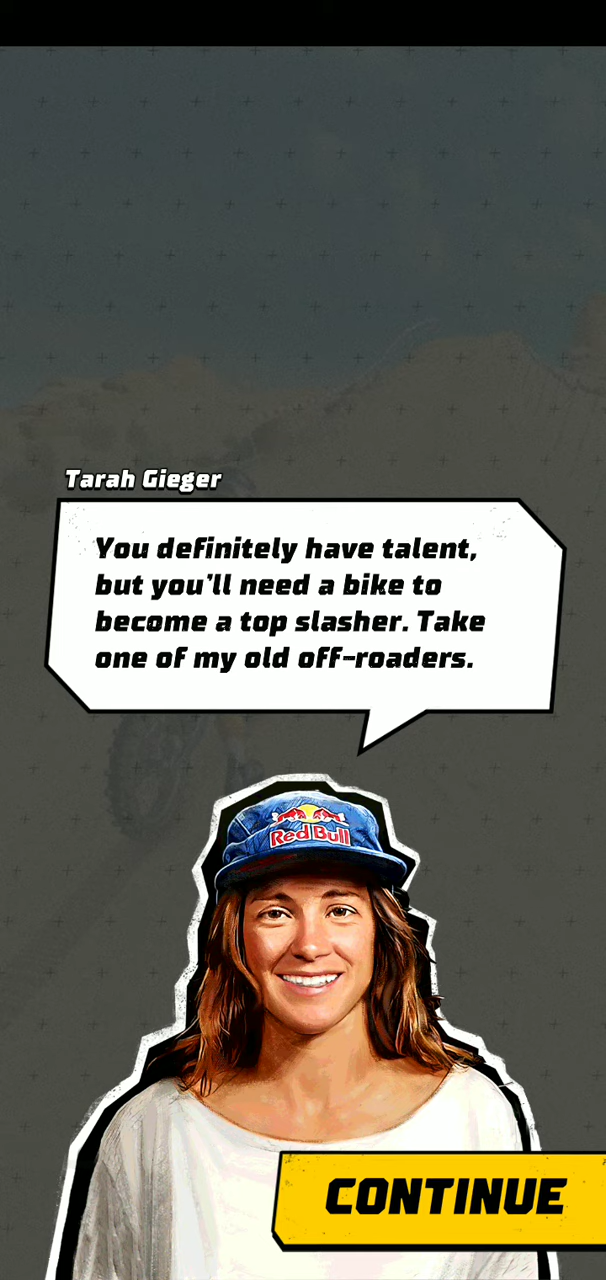 Tarah Gieger
You definitely have talent,
but you'll need a bike to
become a top slasher. Take
one of my old off-roaders.
Red Bull
CONTINUE